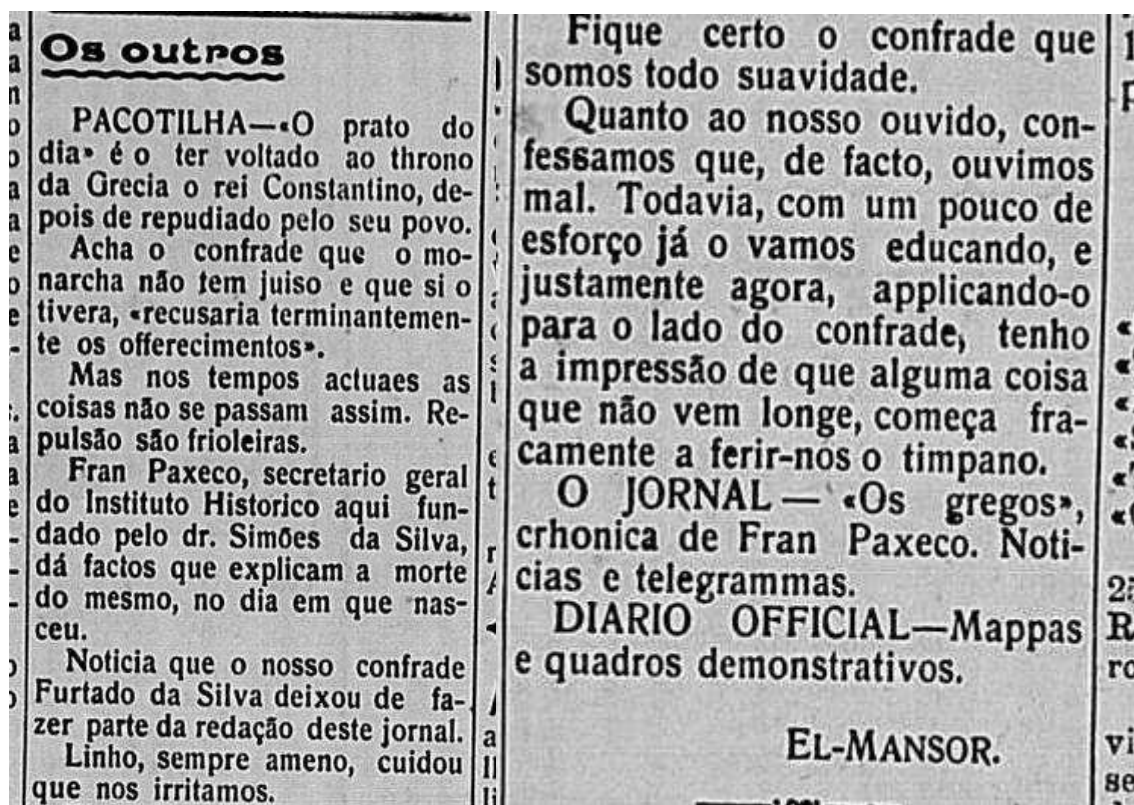 Os outros
PACOTILHA—«O prato do
dia» é o ter voltado ao throno
da Grecia o rei Constantino, de-
pois de repudiado pelo seu povo.
Acha o confrade que o mo-
narcha não tem juiso e que si o
tivera, «recusaria terminantemen-
te os offerecimentos».
Mas nos tempos actuaes as
coisas não se passam assim. Re-
pulsão são frioleiras.
Fran Paxeco, secretario geral
do Instituto Historico aqui fun-
dado pelo dr. Simões da Silva,
dá factos que explicam a morte
do mesmo, no dia em que nas-
ceu.
Noticia que o nosso confrade
Furtado da Silva deixou de fa-
zer parte da redação deste jornal.
Linho, sempre ameno, cuidou
que nos irritamos.
Fique certo o confrade que
somos todo suavidade.
Quanto ao nosso ouvido, con-
fessamos que, de facto, ouvimos
mal. Todavia, com um pouco de
esforço já o vamos educando, e
justamente agora, applicando-o
para o lado do confrade, tenho
a impressão de que alguma coisa
que não vem longe, começa fra-
camente a ferir-nos o timpano.
O JORNAL — «Os gregos»,
crhonica de Fran Paxeco. Noti-
cias e telegrammas.
DIARIO OFFICIAL—Mappas
e quadros demonstrativos.
EL-MANSOR.